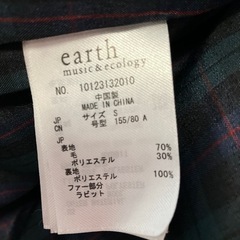 earth
music & ecology
NO. 10123132010
中国製
MADE IN CHINA
JP サイズ S
CN 号型 155/80 A
JP
表地
毛 70%
ポリエステル 30%
裏地
ポリエステル 100%
ファー部分
ラビット